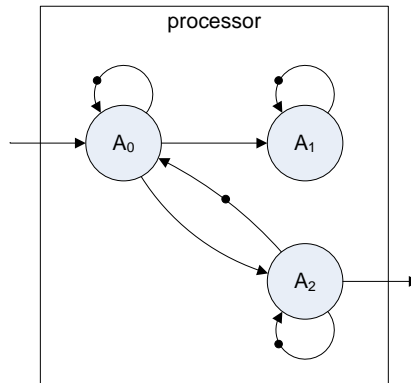 processor
A₀
A₁
A₂